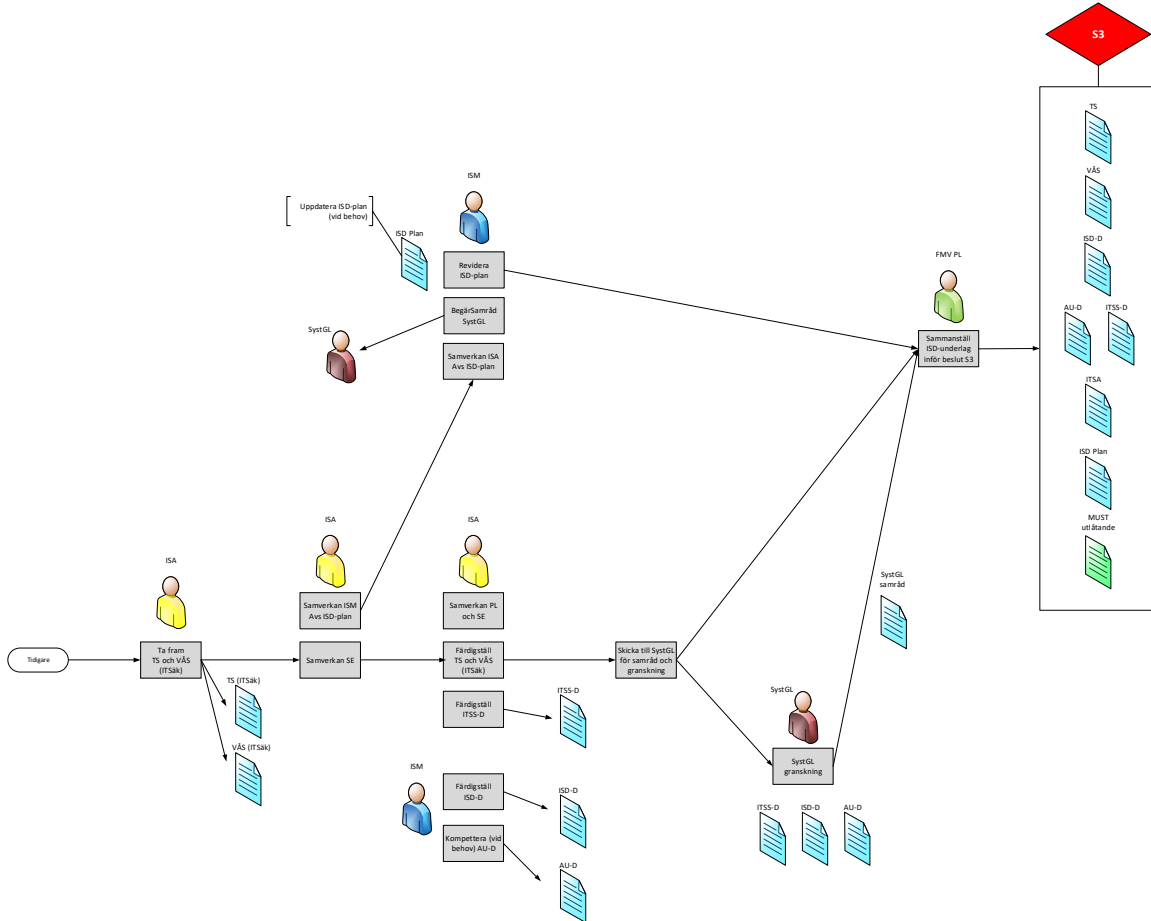 S3
TS
VÅS
ISD-D
AU-D
ITSS-D
ITSA
ISD Plan
MUST
utlåtande
ISM
Uppdatera ISD-plan
(vid behov)
ISD Plan
Revidera
ISD-plan
BegärSamråd
SystGL
SystGL
Samverkan ISA
Avs ISD-plan
FMV PL
Sammanställ
ISD-underlag
inför beslut S3
ISA
ISA
ISA
Samverkan ISM
Avs ISD-plan
Samverkan PL
och SE
SystGL
samråd
Tidigare
Ta fram
TS och VÅS
(ITSäk)
Samverkan SE
Färdigställ
TS och VÅS
(ITSäk)
Skicka till SystGL
för samråd och
granskning
TS (ITSäk)
VÅS (ITSäk)
Färdigställ
ITSS-D
ITSS-D
SystGL
SystGL
granskning
ISM
Färdigställ
ISD-D
ISD-D
Kompettera (vid
behov) AU-D
AU-D
ITSS-D
ISD-D
AU-D